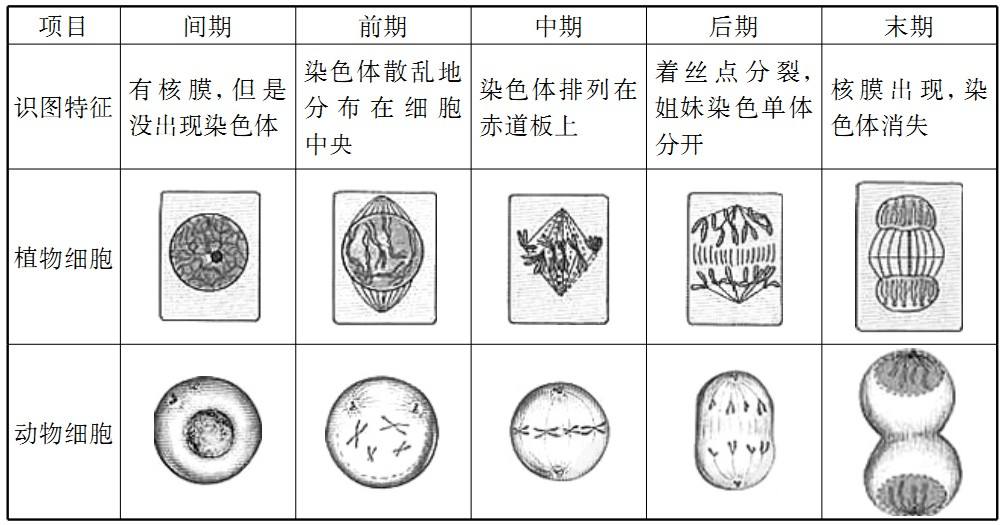 项目 间期 前期 中期 后期 末期
识图特征
有核膜,但是
没出现染色体
染色体散乱地
分布在细胞
中央
染色体排列在
赤道板上
着丝点分裂,
姐妹染色单体
分开
核膜出现,染
色体消失
植物细胞
动物细胞